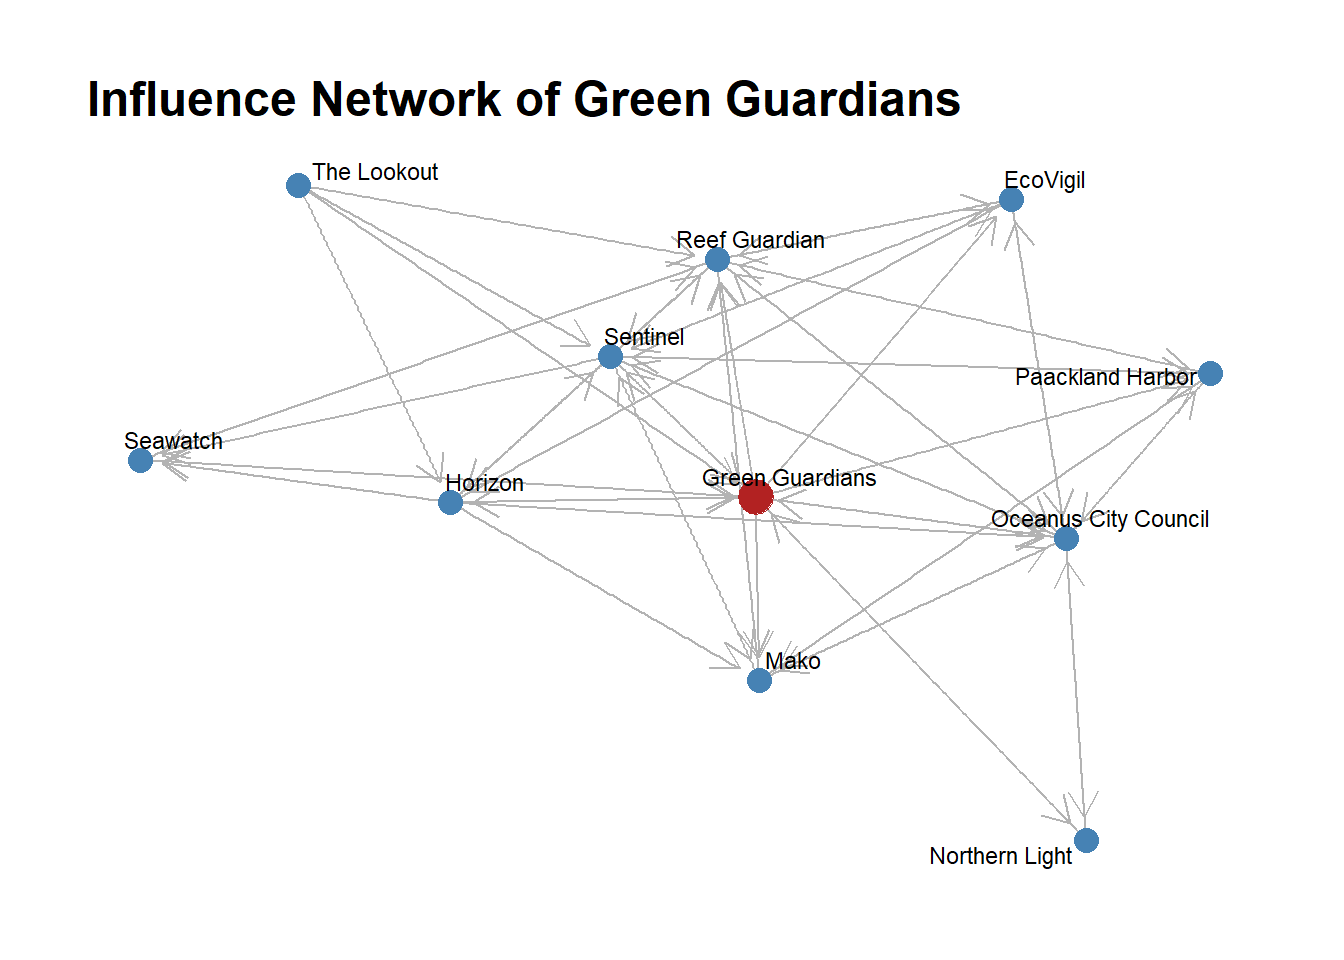 Influence Network of Green Guardians
The Lookout
EcoVigil
Reef Guardian
Sentinel
Paackland Harbor
Seawatch
Horizon
Green Guardians
Oceanus City Council
Mako
Northern Light